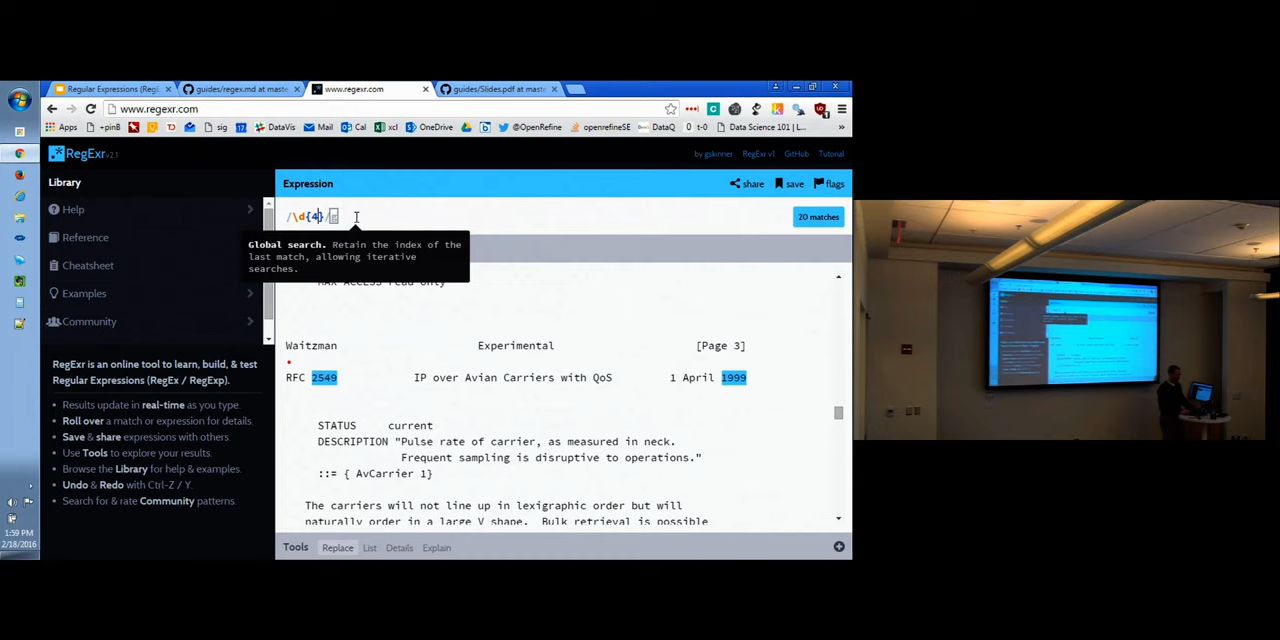 Regular Expressions (Regl
guides/regex.md at maste
www.regexr.com
guides/Slides.pdf at maste
www.regexr.com
Apps
+pinB
TD
sig
17
DataVis
Mail
Cal
xcl
OneDrive
@OpenRefine
openrefineSE
DataQ
t-0
Data Science 101 | L...
»
RegExr v2.1
by gskinner
RegExr v1
GitHub
Tutorial
Library
Expression
share
save
flags
Help
/\d{4}/g
20 matches
Reference
Global search. Retain the index of the
last match, allowing iterative
searches.
Cheatsheet
MAX-ACCESS read-only
Examples
Community
Waitzman Experimental [Page 3]
RFC 2549 IP over Avian Carriers with QoS 1 April 1999
RegEx is an online tool to learn, build, & test
Regular Expressions (RegEx / RegExp).
Results update in real-time as you type.
Roll over a match or expression for details.
Save & share expressions with others.
Use Tools to explore your results.
Browse the Library for help & examples.
Undo & Redo with Ctrl-Z / Y.
Search for & rate Community patterns.
STATUS current
DESCRIPTION "Pulse rate of carrier, as measured in neck.
Frequent sampling is disruptive to operations."
::= { AvCarrier 1}
The carriers will not line up in lexigraphic order but will
naturally order in a large V shape. Bulk retrieval is possible
Tools
Replace
List
Details
Explain
1:59 PM
2/18/2016